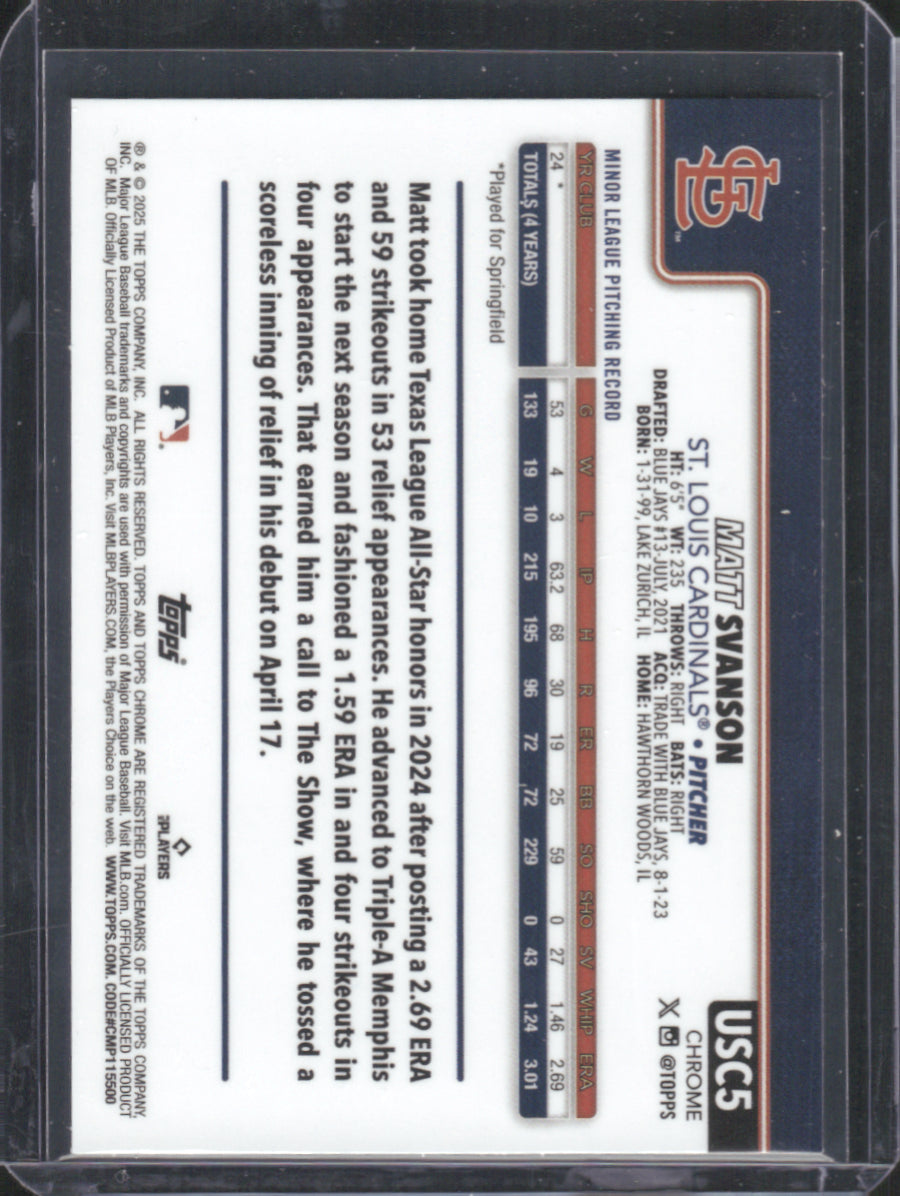 STL
™
USC5
CHROME
@TOPPS
MATT SVANSON
ST. LOUIS CARDINALS® • PITCHER
HT: 6'5" WT: 235 THROWS: RIGHT BATS: RIGHT
DRAFTED: BLUE JAYS #13-JULY, 2021 ACQ: TRADE WITH BLUE JAYS, 8-1-23
BORN: 1-31-99, LAKE ZURICH, IL HOME: HAWTHORN WOODS, IL
MINOR LEAGUE PITCHING RECORD
YR CLUB G W L IP H R ER BB SO SHO SV WHIP ERA
24 * 53 4 3 63.2 68 30 19 25 59 0 27 1.46 2.69
TOTALS (4 YEARS) 133 19 10 215 195 96 72 72 229 0 43 1.24 3.01
*Played for Springfield
Matt took home Texas League All-Star honors in 2024 after posting a 2.69 ERA
and 59 strikeouts in 53 relief appearances. He advanced to Triple-A Memphis
to start the next season and fashioned a 1.59 ERA in and four strikeouts in
four appearances. That earned him a call to The Show, where he tossed a
scoreless inning of relief in his debut on April 17.
topps
PLAYERS
® & © 2025 THE TOPPS COMPANY, INC. ALL RIGHTS RESERVED. TOPPS AND TOPPS CHROME ARE REGISTERED TRADEMARKS OF THE TOPPS COMPANY,
INC. Major League Baseball trademarks and copyrights are used with permission of Major League Baseball. Visit MLB.com. OFFICIALLY LICENSED PRODUCT
OF MLB. Officially Licensed Product of MLB Players, Inc. Visit MLBPLAYERS.COM, the Players Choice on the web. WWW.TOPPS.COM. CODE#CMP115500